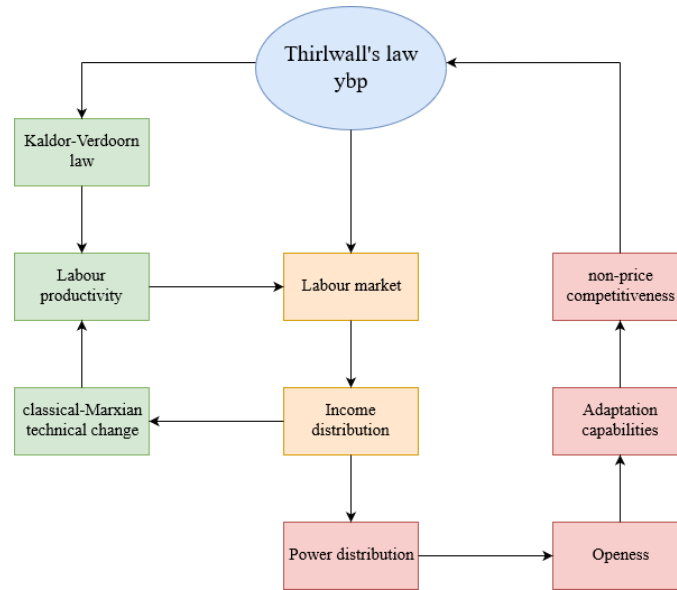 Thirlwall's law
ybp
Kaldor-Verdoorn
law
Labour
productivity
Labour market
non-price
competitiveness
classical-Marxian
technical change
Income
distribution
Adaptation
capabilities
Power distribution
Openess